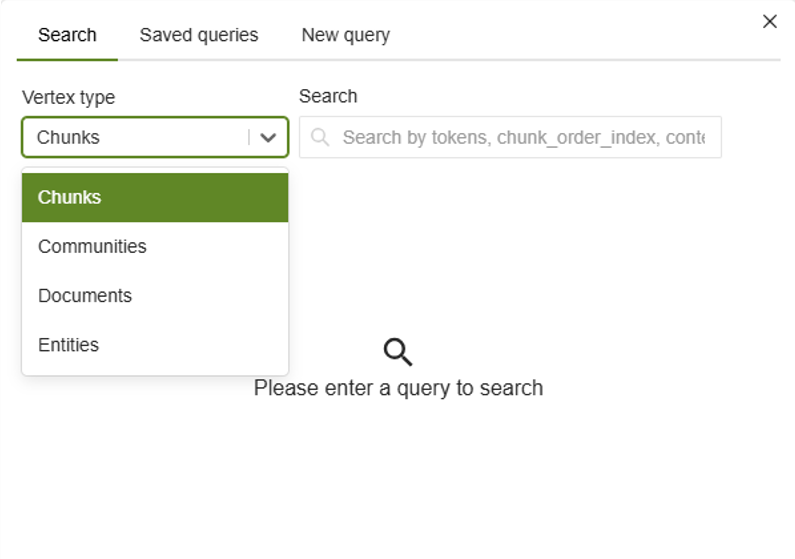 Search Saved queries New query
Vertex type Search
Chunks Search by tokens, chunk_order_index, conte
Chunks
Communities
Documents
Entities
Please enter a query to search